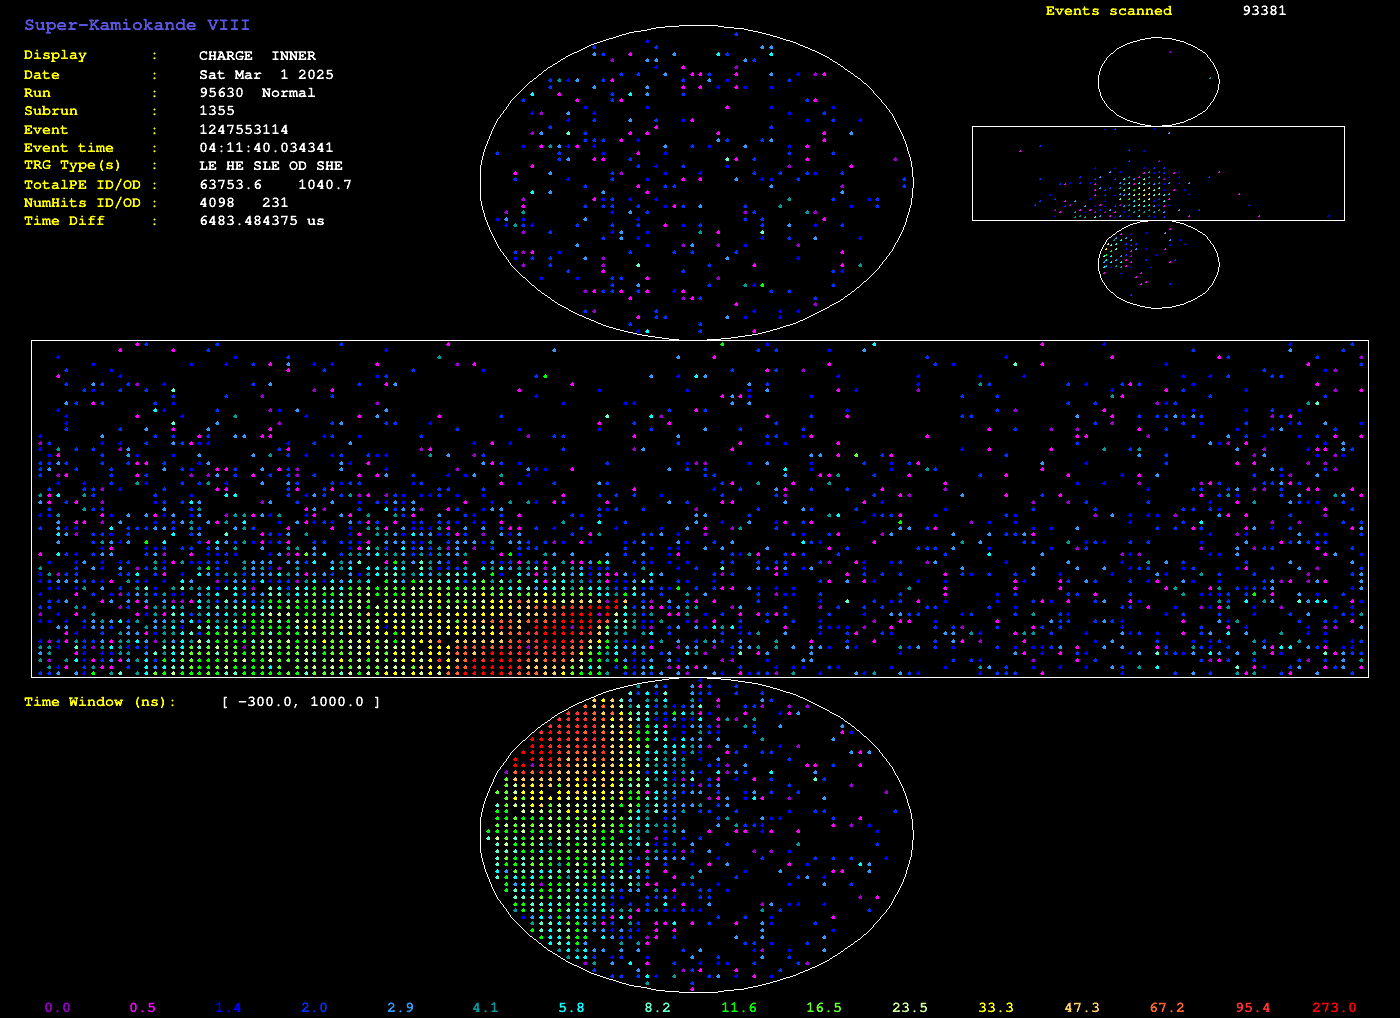 Super-Kamiokande VIII
Events scanned 93381
Display : CHARGE INNER
Date : Sat Mar 1 2025
Run : 95630 Normal
Subrun : 1355
Event : 1247553114
Event time : 04:11:40.034341
TRG Type(s) : LE HE SLE OD SHE
TotalPE ID/OD : 63753.6 1040.7
NumHits ID/OD : 4098 231
Time Diff : 6483.484375 us
Time Window (ns): [ -300.0, 1000.0 ]
0.0 0.5 1.4 2.0 2.9 4.1 5.8 8.2 11.6 16.5 23.5 33.3 47.3 67.2 95.4 273.0